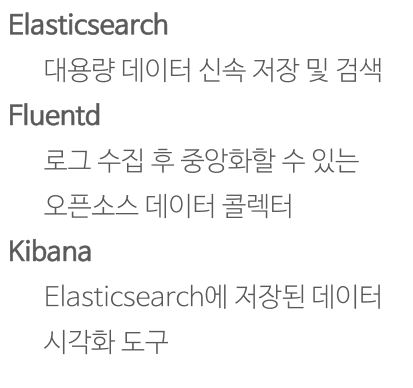 Elasticsearch
대용량 데이터 신속 저장 및 검색
Fluentd
로그 수집 후 중앙화할 수 있는
오픈소스 데이터 콜렉터
Kibana
Elasticsearch에 저장된 데이터
시각화 도구